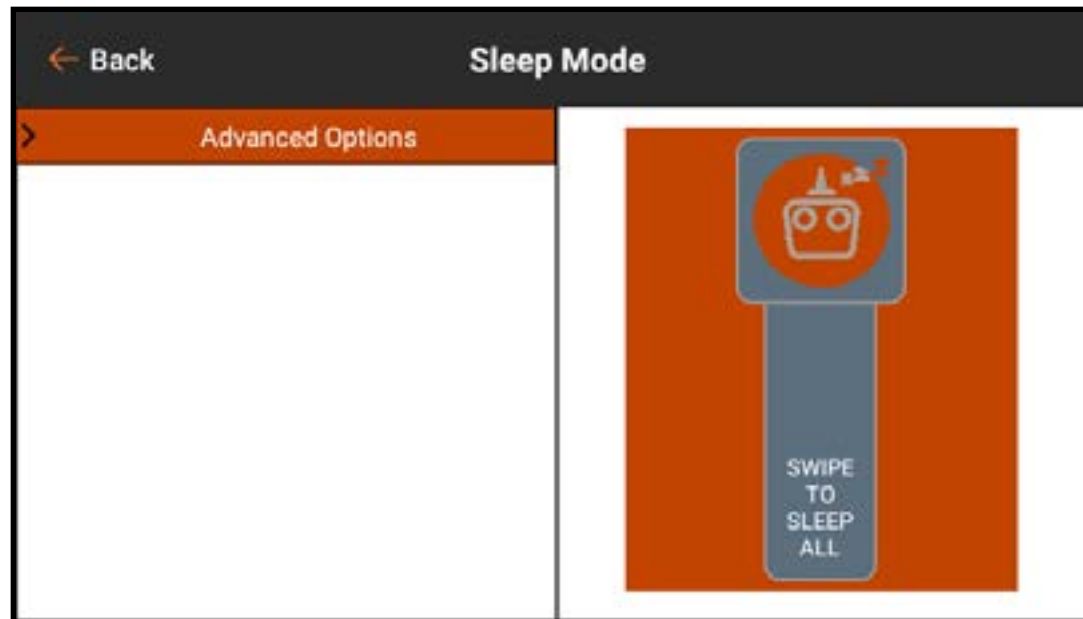 Back
Sleep Mode
Advanced Options
SWIPE
TO
SLEEP
ALL